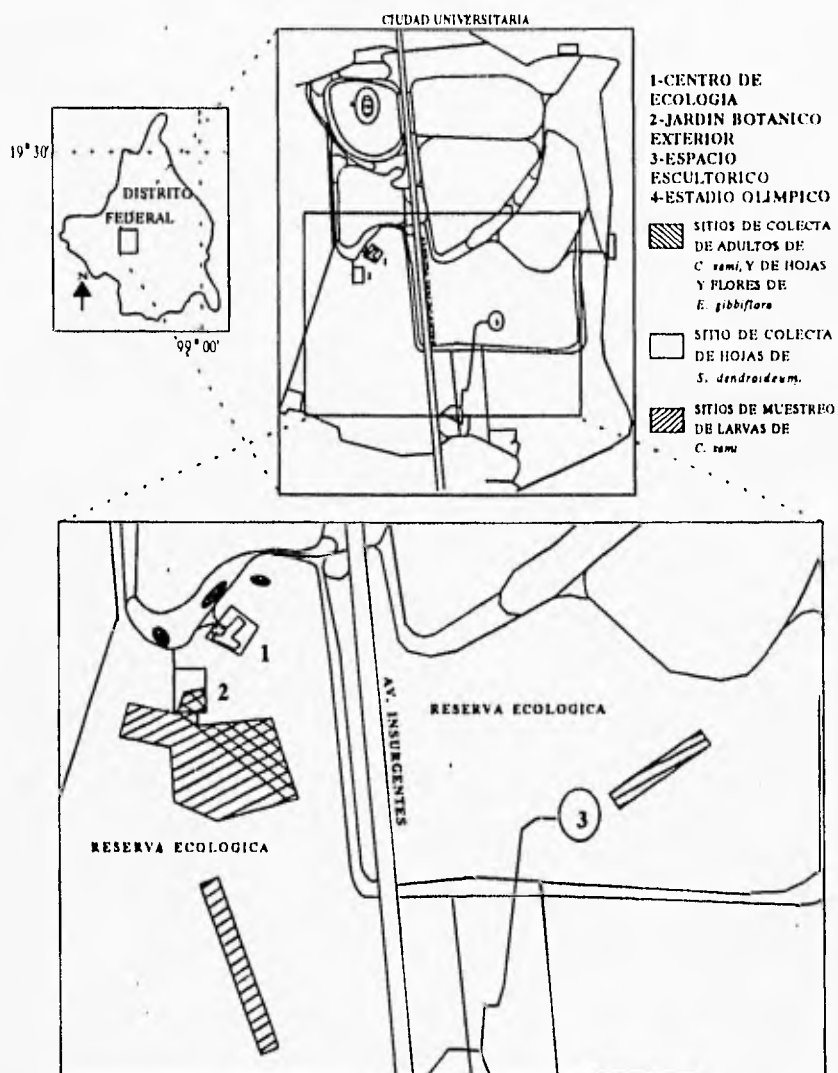 CIUDAD UNIVERSITARIA
1-CENTRO DE
ECOLOGIA
2-JARDIN BOTANICO
EXTERIOR
3-ESPACIO
ESCULTORICO
4-ESTADIO OLIMPICO
SITIOS DE COLECTA
DE ADULTOS DE
C xami, Y DE HOJAS
Y FLORES DE
E. gibbiflora
SITIO DE COLECTA
DE HOJAS DE
S. dendroideum.
SITIOS DE MUESTREO
DE LARVAS DE
C. xami
19° 30'
DISTRITO
FEDERAL
N
99° 00'
1
2
3
AV. INSURGENTES
RESERVA ECOLOGICA
RESERVA ECOLOGICA